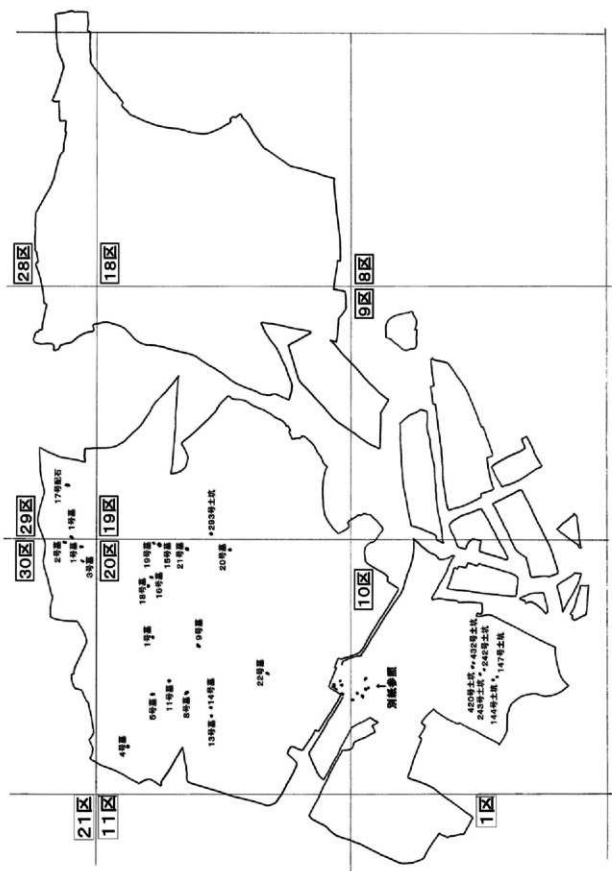 28区
18区
9区
8区
30区
29区
17号配石
2号墓
1号墓
1号墓
3号墓
20区
19区
18号墓
19号墓
16号墓
15号墓
21号墓
20号墓
293号土坑
1号墓
9号墓
22号墓
5号墓
11号墓
8号墓
13号墓
14号墓
4号墓
10区
別紙参照
420号土坑
432号土坑
243号土坑
242号土坑
144号土坑
147号土坑
21区
11区
1区